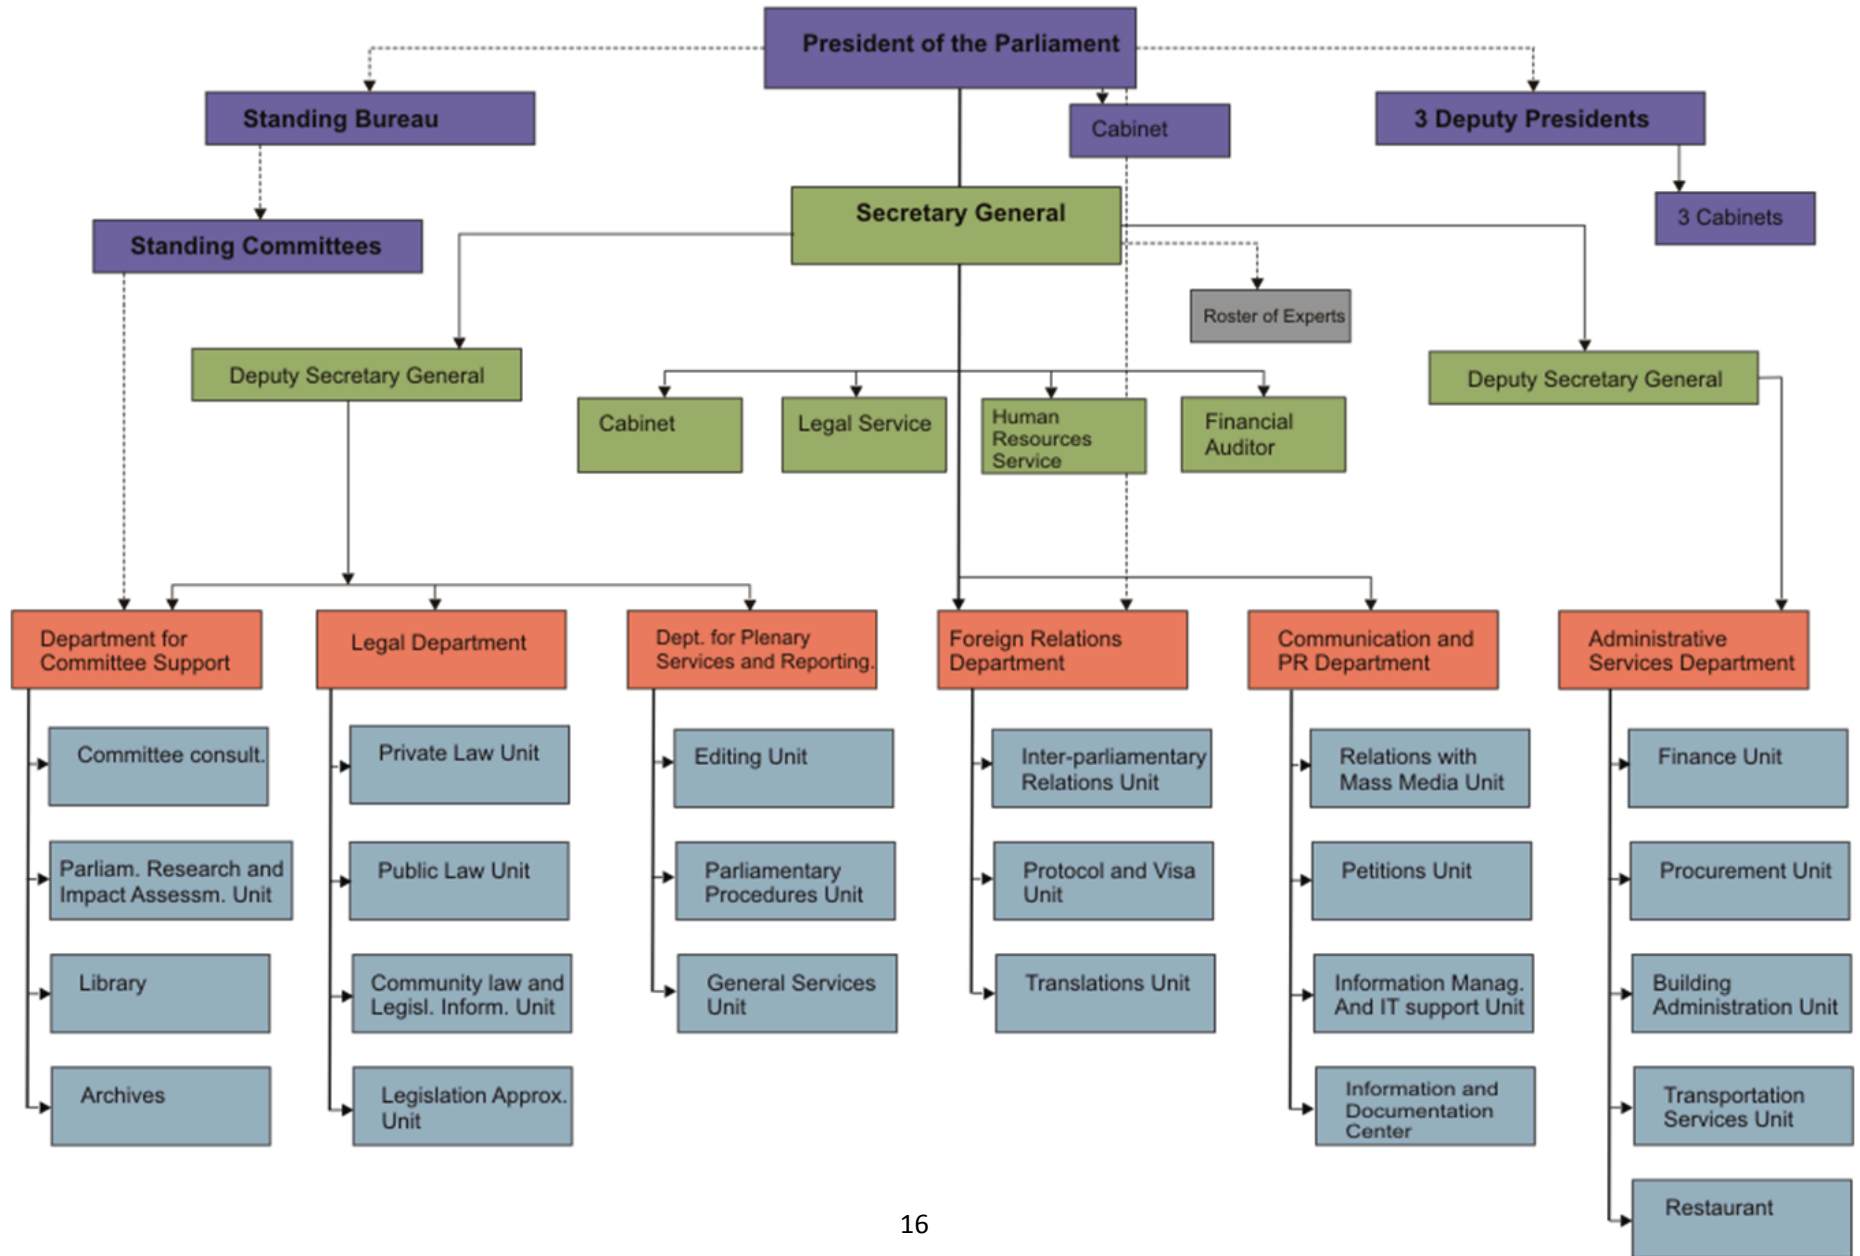 President of the Parliament
Standing Bureau
Cabinet
3 Deputy Presidents
Secretary General
3 Cabinets
Standing Committees
Roster of Experts
Deputy Secretary General
Deputy Secretary General
Cabinet
Legal Service
Human
Resources
Service
Financial
Auditor
Department for
Committee Support
Legal Department
Dept. for Plenary
Services and Reporting.
Foreign Relations
Department
Communication and
PR Department
Administrative
Services Department
Committee consult.
Private Law Unit
Editing Unit
Inter-parliamentary
Relations Unit
Relations with
Mass Media Unit
Finance Unit
Parliam. Research and
Impact Assessm. Unit
Public Law Unit
Parliamentary
Procedures Unit
Protocol and Visa
Unit
Petitions Unit
Procurement Unit
Library
Community law and
Legisl. Inform. Unit
General Services
Unit
Translations Unit
Information Manag.
And IT support Unit
Building
Administration Unit
Archives
Legislation Approx.
Unit
Information and
Documentation
Center
Transportation
Services Unit
Restaurant
16